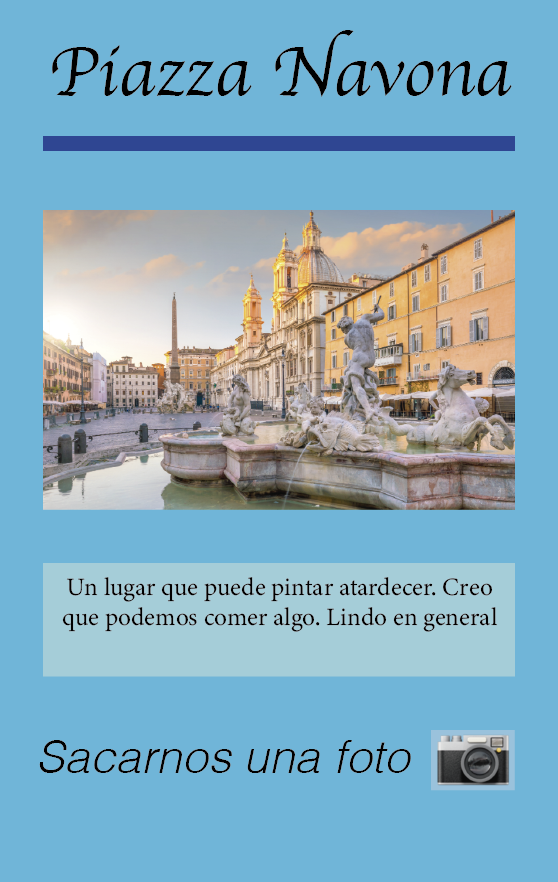 Piazza Navona
Un lugar que puede pintar atardecer. Creo
que podemos comer algo. Lindo en general
Sacarnos una foto